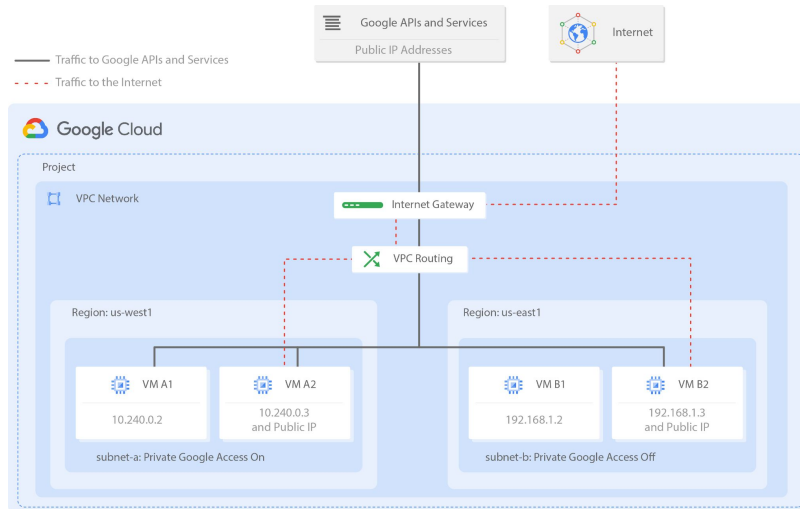 Google APIs and Services
Public IP Addresses
Internet
Traffic to Google APIs and Services
Traffic to the Internet
Google Cloud
Project
VPC Network
Internet Gateway
VPC Routing
Region: us-west1
Region: us-east1
VM A1
10.240.0.2
VM A2
10.240.0.3
and Public IP
VM B1
192.168.1.2
VM B2
192.168.1.3
and Public IP
subnet-a: Private Google Access On
subnet-b: Private Google Access Off